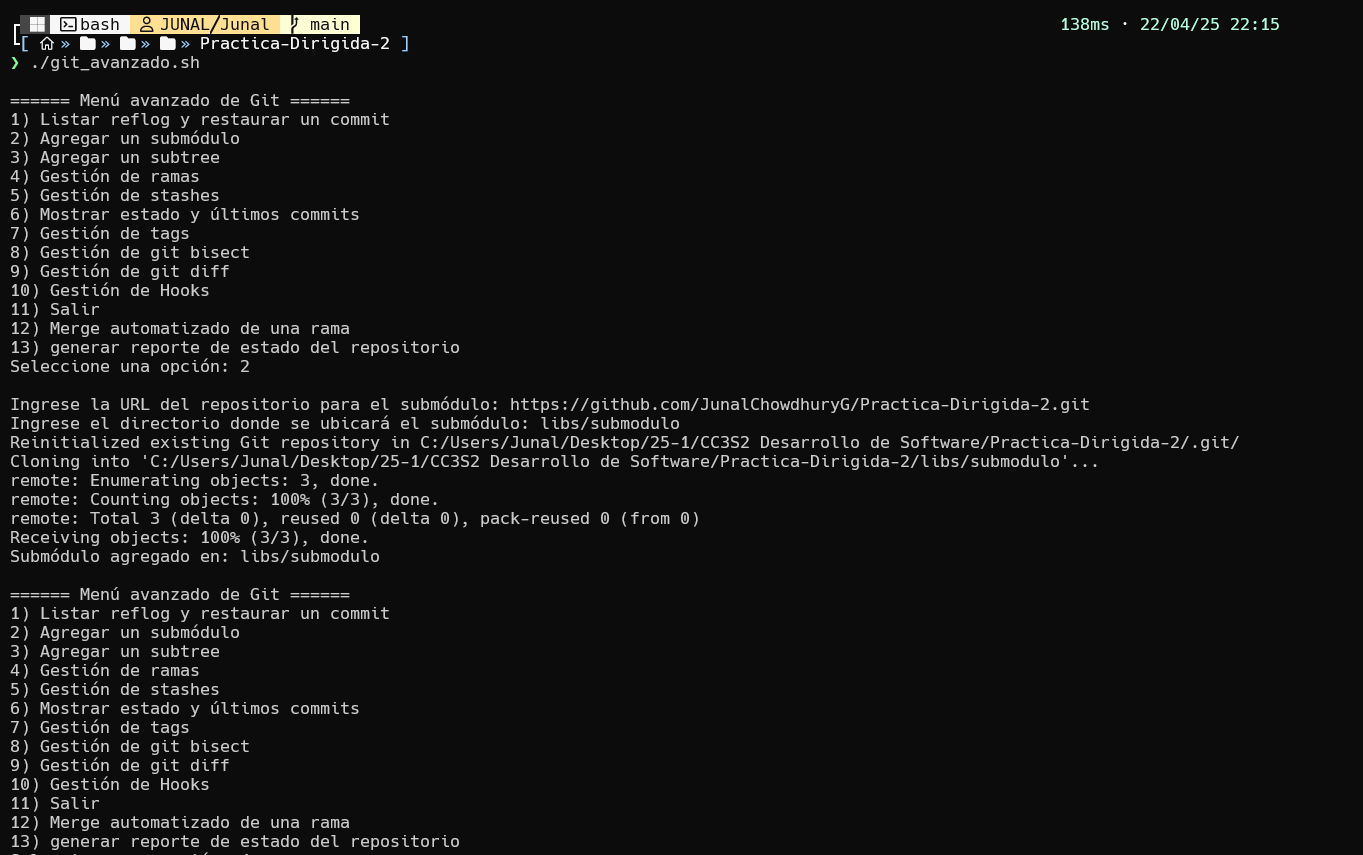 bash JUNAL/Junal main 138ms · 22/04/25 22:15
[ » » » » Practica-Dirigida-2 ]
❯ ./git_avanzado.sh
====== Menú avanzado de Git ======
1) Listar reflog y restaurar un commit
2) Agregar un submódulo
3) Agregar un subtree
4) Gestión de ramas
5) Gestión de stashes
6) Mostrar estado y últimos commits
7) Gestión de tags
8) Gestión de git bisect
9) Gestión de git diff
10) Gestión de Hooks
11) Salir
12) Merge automatizado de una rama
13) generar reporte de estado del repositorio
Seleccione una opción: 2
Ingrese la URL del repositorio para el submódulo: https://github.com/JunalChowdhuryG/Practica-Dirigida-2.git
Ingrese el directorio donde se ubicará el submódulo: libs/submodulo
Reinitialized existing Git repository in C:/Users/Junal/Desktop/25-1/CC3S2 Desarrollo de Software/Practica-Dirigida-2/.git/
Cloning into 'C:/Users/Junal/Desktop/25-1/CC3S2 Desarrollo de Software/Practica-Dirigida-2/libs/submodulo'...
remote: Enumerating objects: 3, done.
remote: Counting objects: 100% (3/3), done.
remote: Total 3 (delta 0), reused 0 (delta 0), pack-reused 0 (from 0)
Receiving objects: 100% (3/3), done.
Submódulo agregado en: libs/submodulo
====== Menú avanzado de Git ======
1) Listar reflog y restaurar un commit
2) Agregar un submódulo
3) Agregar un subtree
4) Gestión de ramas
5) Gestión de stashes
6) Mostrar estado y últimos commits
7) Gestión de tags
8) Gestión de git bisect
9) Gestión de git diff
10) Gestión de Hooks
11) Salir
12) Merge automatizado de una rama
13) generar reporte de estado del repositorio